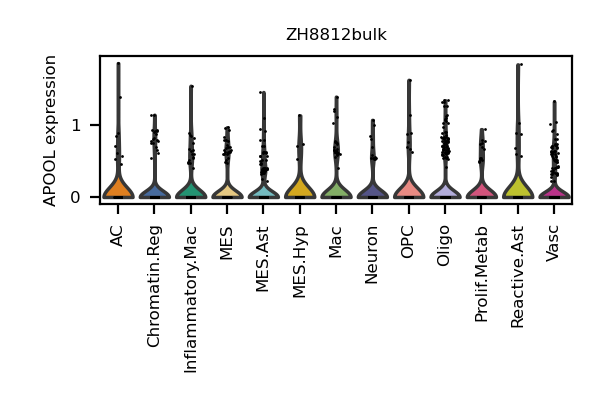 ZH8812bulk
APOOL expression
1
0
AC
Chromatin.Reg
Inflammatory.Mac
MES
MES.Ast
MES.Hyp
Mac
Neuron
OPC
Oligo
Prolif.Metab
Reactive.Ast
Vasc